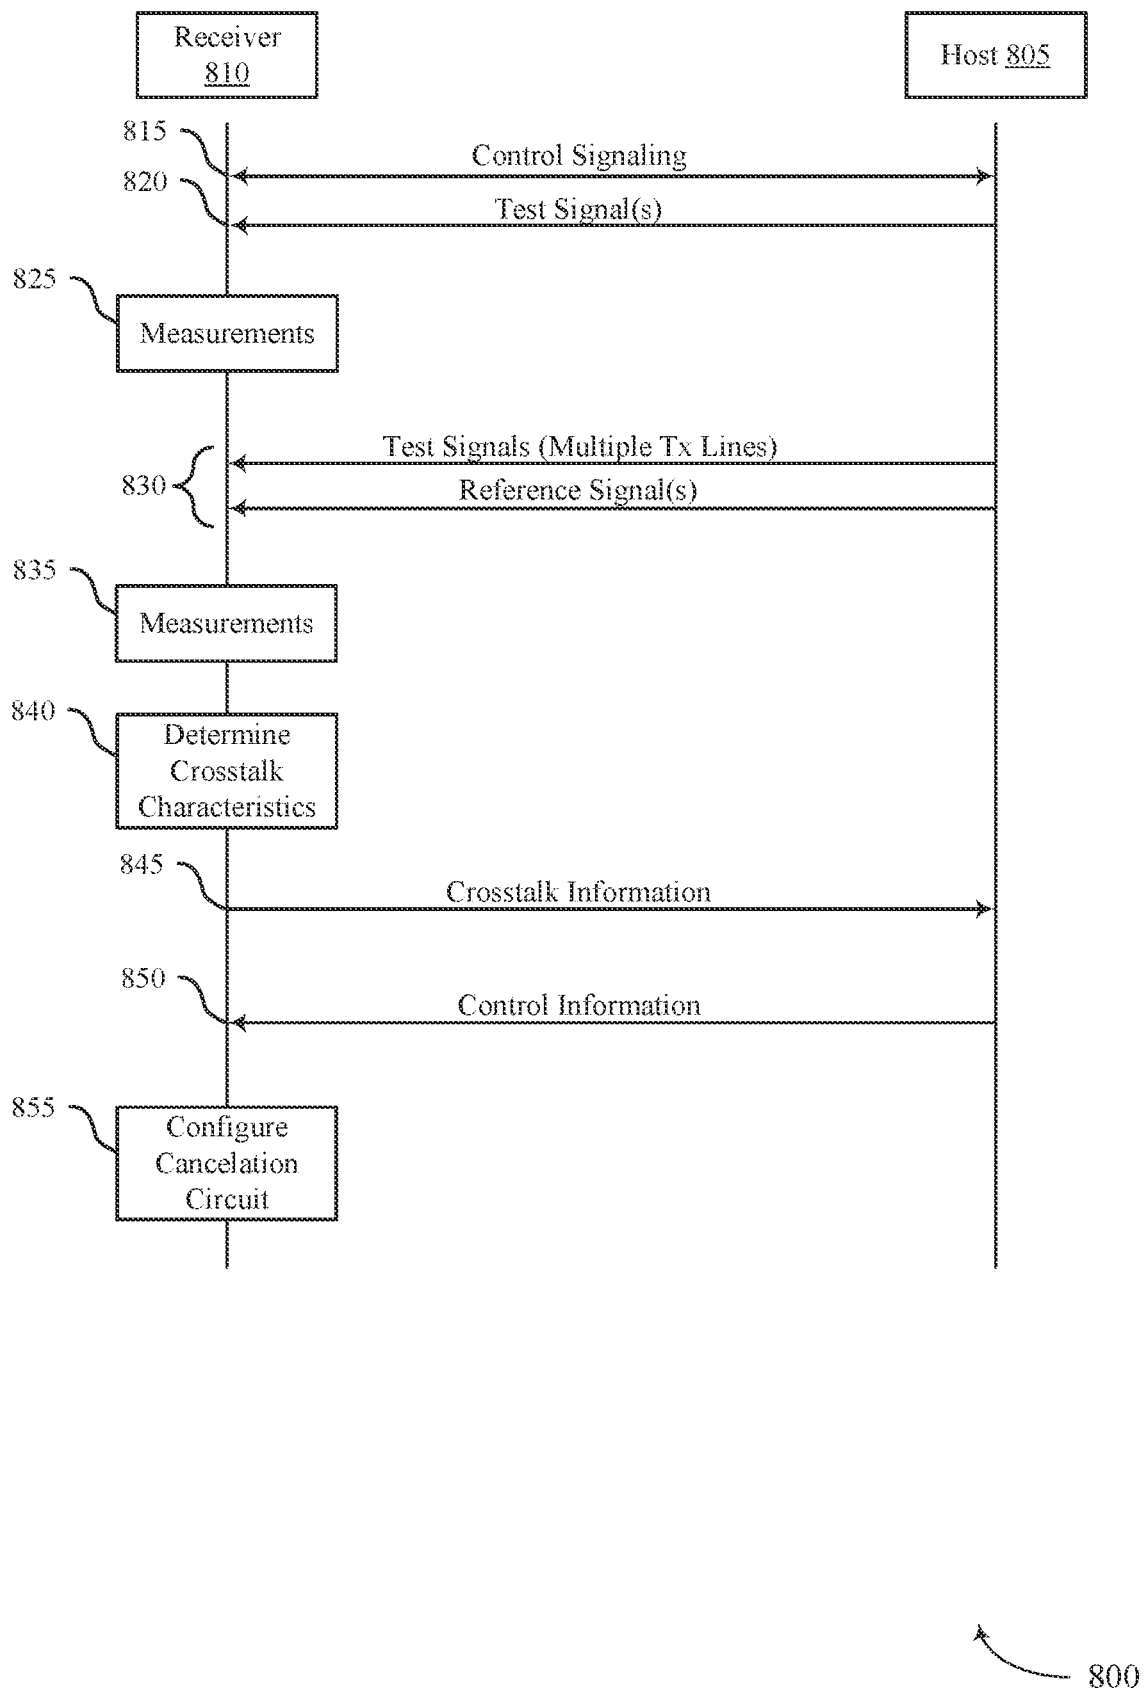 Receiver
810
Host 805
815
Control Signaling
820
Test Signal(s)
825
Measurements
Test Signals (Multiple Tx Lines)
830
Reference Signal(s)
835
Measurements
840
Determine
Crosstalk
Characteristics
845
Crosstalk Information
850
Control Information
855
Configure
Cancelation
Circuit
800